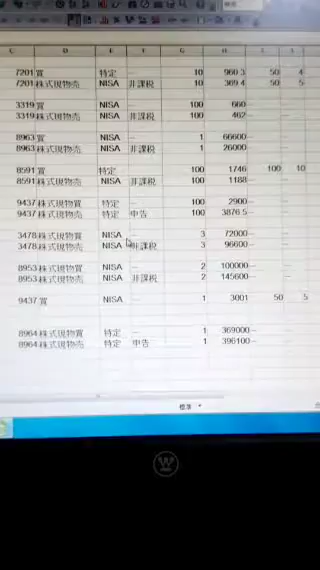 C D E F G H I J
7201 買 特定 -- 10 960.3 50 4
7201 株式現物売 NISA 非課税 10 369.4 50 5
3319 買 NISA -- 100 660
3319 株式現物売 NISA 非課税 100 462
8963 買 NISA -- 1 66600 --
8963 株式現物売 NISA 非課税 1 26000
8591 買 特定 -- 100 1746 100 10
8591 株式現物売 NISA 非課税 100 1188 --
9437 株式現物買 特定 -- 100 2900 --
9437 株式現物売 特定 申告 100 3876.5 --
3478 株式現物買 NISA -- 3 72000 --
3478 株式現物売 NISA 非課税 3 96600 --
8953 株式現物買 NISA -- 2 100000 --
8953 株式現物売 NISA 非課税 2 145600 --
9437 買 NISA -- 1 3001 50 5
8964 株式現物買 特定 -- 1 369000 --
8964 株式現物売 特定 申告 1 396100 --
標準